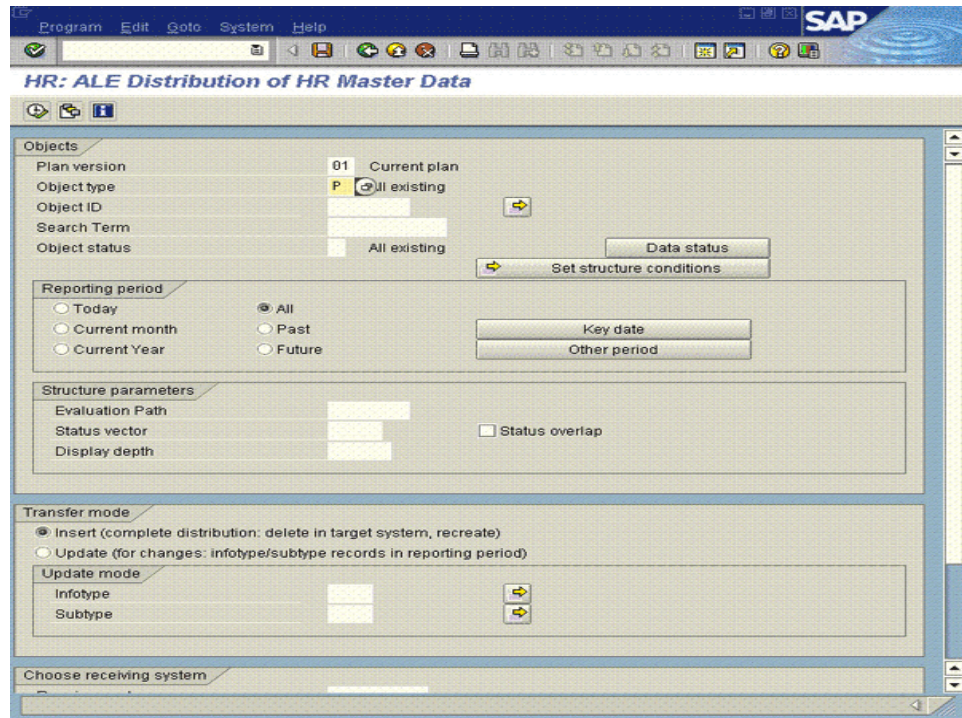 Program Edit Goto System Help
SAP
HR: ALE Distribution of HR Master Data
Objects
Plan version 01 Current plan
Object type P ll existing
Object ID
Search Term
Object status All existing Data status
Set structure conditions
Reporting period
Today All
Current month Past Key date
Current Year Future Other period
Structure parameters
Evaluation Path
Status vector Status overlap
Display depth
Transfer mode
Insert (complete distribution: delete in target system, recreate)
Update (for changes: infotype/subtype records in reporting period)
Update mode
Infotype
Subtype
Choose receiving system